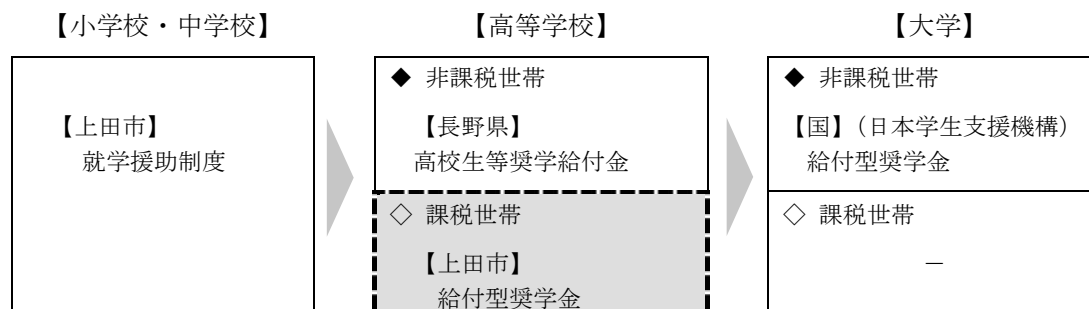 【小学校・中学校】
【上田市】
就学援助制度
【高等学校】
◆ 非課税世帯
【長野県】
高校生等奨学給付金
◇ 課税世帯
【上田市】
給付型奨学金
【大学】
◆ 非課税世帯
【国】（日本学生支援機構）
給付型奨学金
◇ 課税世帯
－